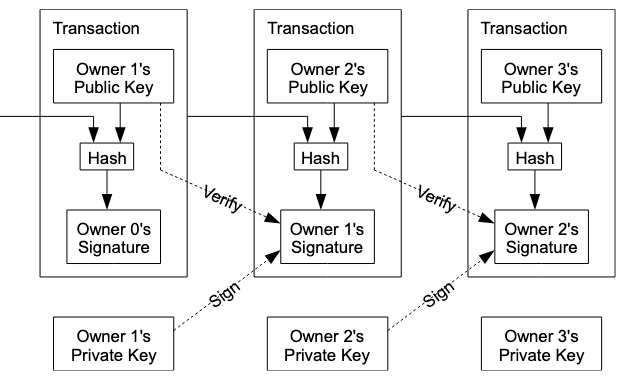 Transaction
Owner 1's
Public Key
Hash
Owner 0's
Signature
Transaction
Owner 2's
Public Key
Hash
Verify
Owner 1's
Signature
Sign
Transaction
Owner 3's
Public Key
Hash
Verify
Owner 2's
Signature
Sign
Owner 1's
Private Key
Owner 2's
Private Key
Owner 3's
Private Key